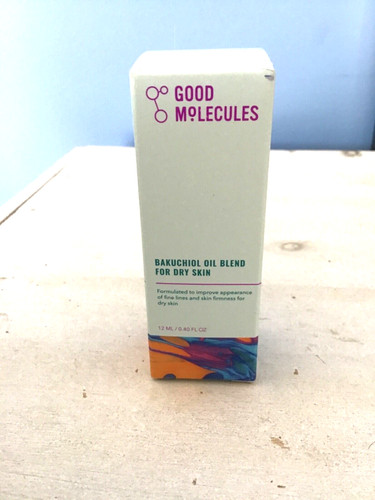 GOOD
MOLECULES
BAKUCHIOL OIL BLEND
FOR DRY SKIN
Formulated to improve appearance
of fine lines and skin firmness for
dry skin
12 ML / 0.40 FL OZ